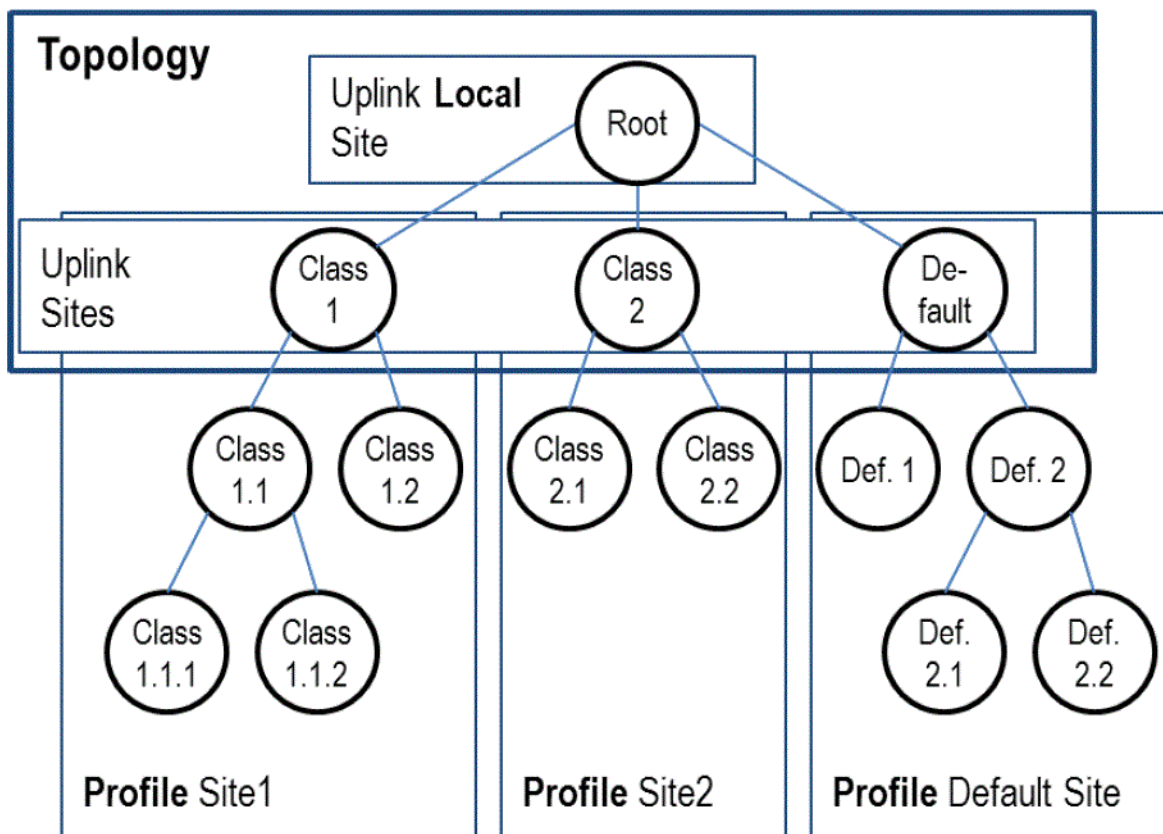 Topology
Uplink Local
Site
Root
Uplink
Sites
Class
1
Class
2
De-
fault
Class
1.1
Class
1.2
Class
2.1
Class
2.2
Def. 1
Def. 2
Class
1.1.1
Class
1.1.2
Def.
2.1
Def.
2.2
Profile Site1
Profile Site2
Profile Default Site